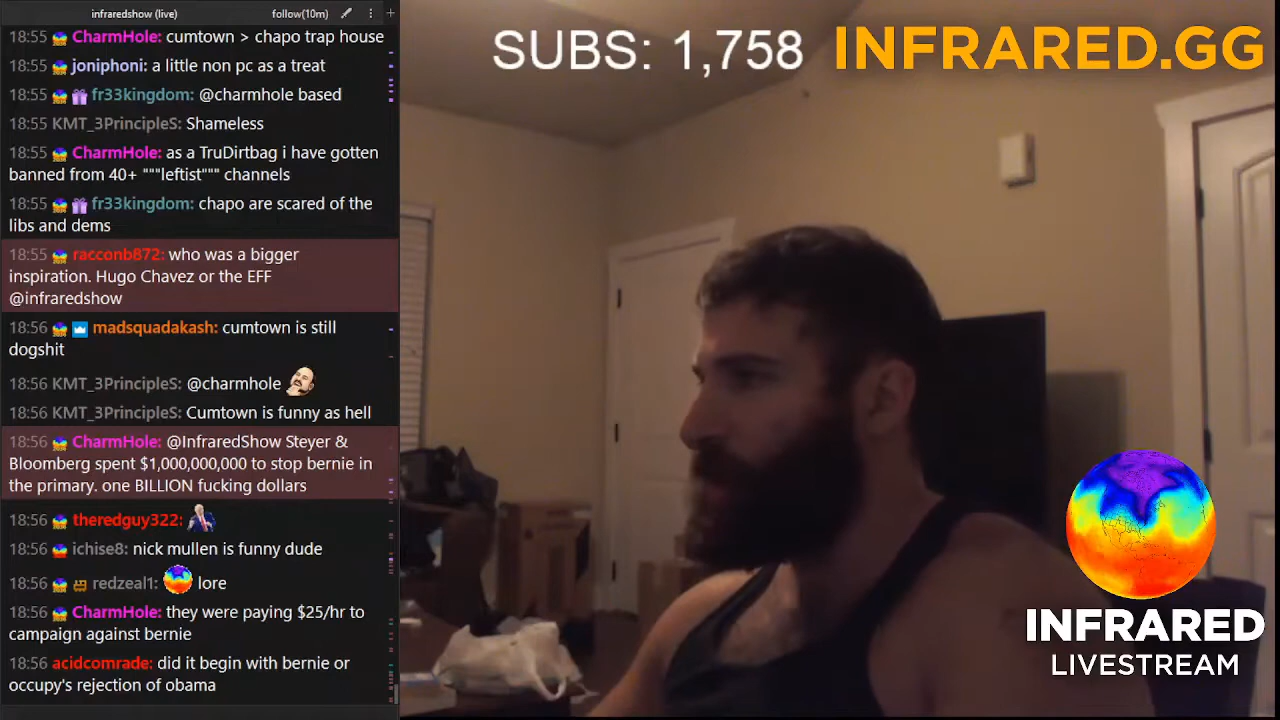 infraredshow (live)
follow(10m)
18:55 CharmHole: cumtown > chapo trap house
18:55 joniphoni: a little non pc as a treat
18:55 fr33kingdom: @charmhole based
18:55 KMT_3PrincipleS: Shameless
18:55 CharmHole: as a TruDirtbag i have gotten
banned from 40+ """leftist""" channels
18:55 fr33kingdom: chapo are scared of the
libs and dems
18:55 racconb872: who was a bigger
inspiration. Hugo Chavez or the EFF
@infraredshow
18:56 madsquadakash: cumtown is still
dogshit
18:56 KMT_3PrincipleS: @charmhole
18:56 KMT_3PrincipleS: Cumtown is funny as hell
18:56 CharmHole: @InfraredShow Steyer &
Bloomberg spent $1,000,000,000 to stop bernie in
the primary. one BILLION fucking dollars
18:56 theredguy322:
18:56 ichise8: nick mullen is funny dude
18:56 redzeal1: lore
18:56 CharmHole: they were paying $25/hr to
campaign against bernie
18:56 acidcomrade: did it begin with bernie or
occupy's rejection of obama
SUBS: 1,758
INFRARED.GG
INFRARED
LIVESTREAM